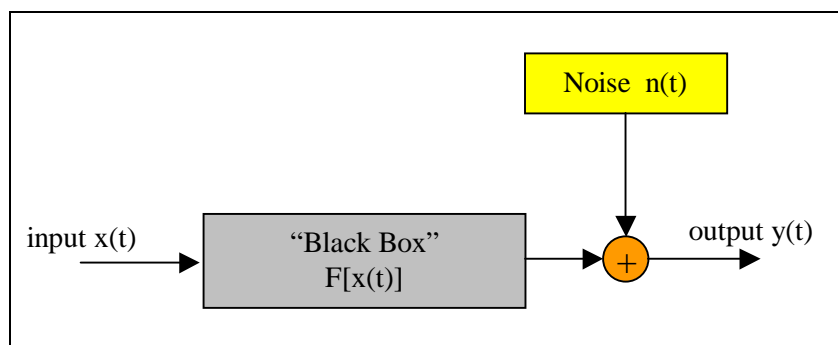 Noise n(t)
input x(t)
“Black Box”
F[x(t)]
+
output y(t)